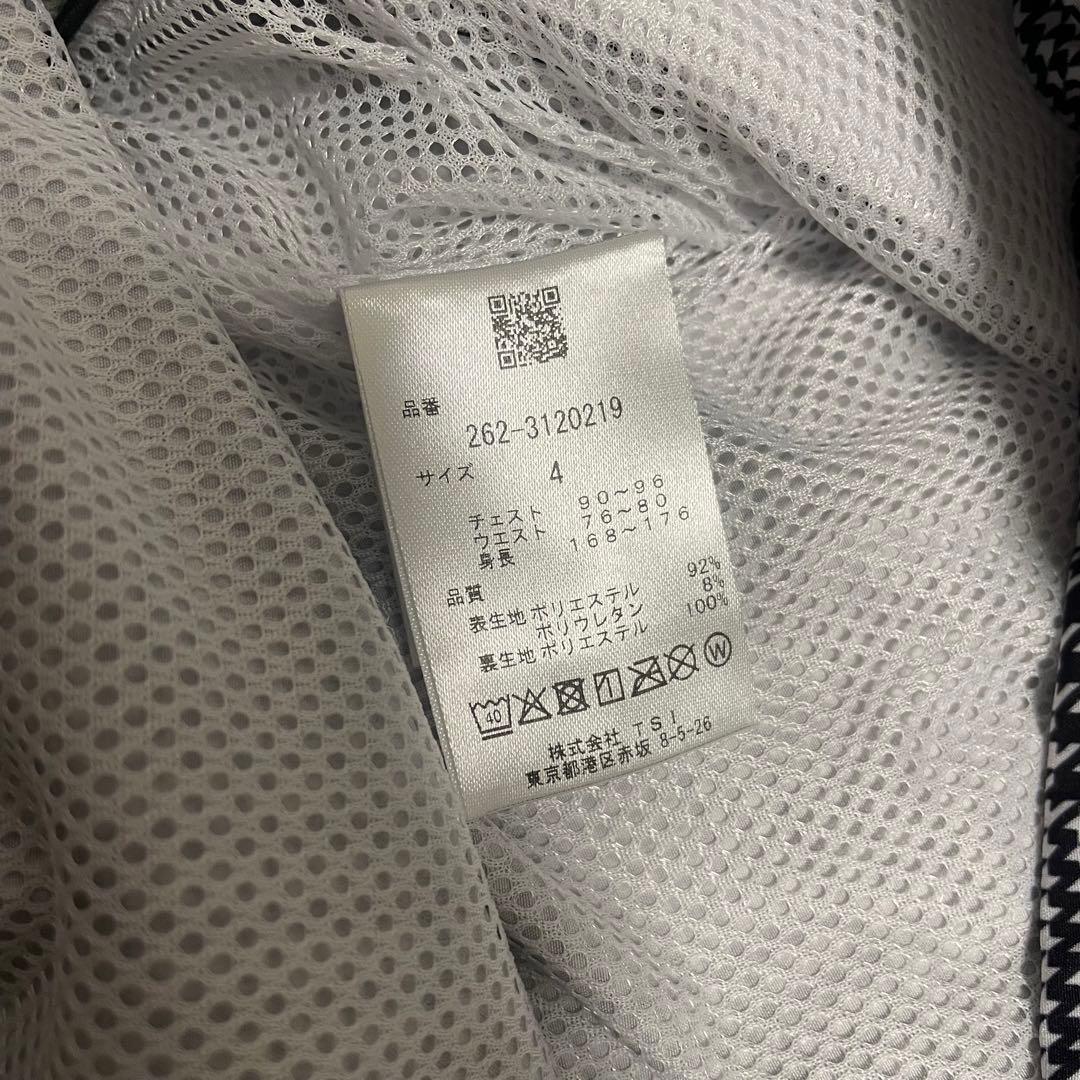 品番
262-3120219
サイズ 4
チェスト 90～96
ウエスト 76～80
身長 168～176
品質
表生地 ポリエステル 92%
ポリウレタン 8%
裏生地 ポリエステル 100%
40 W
株式会社 TSI
東京都港区赤坂 8-5-26